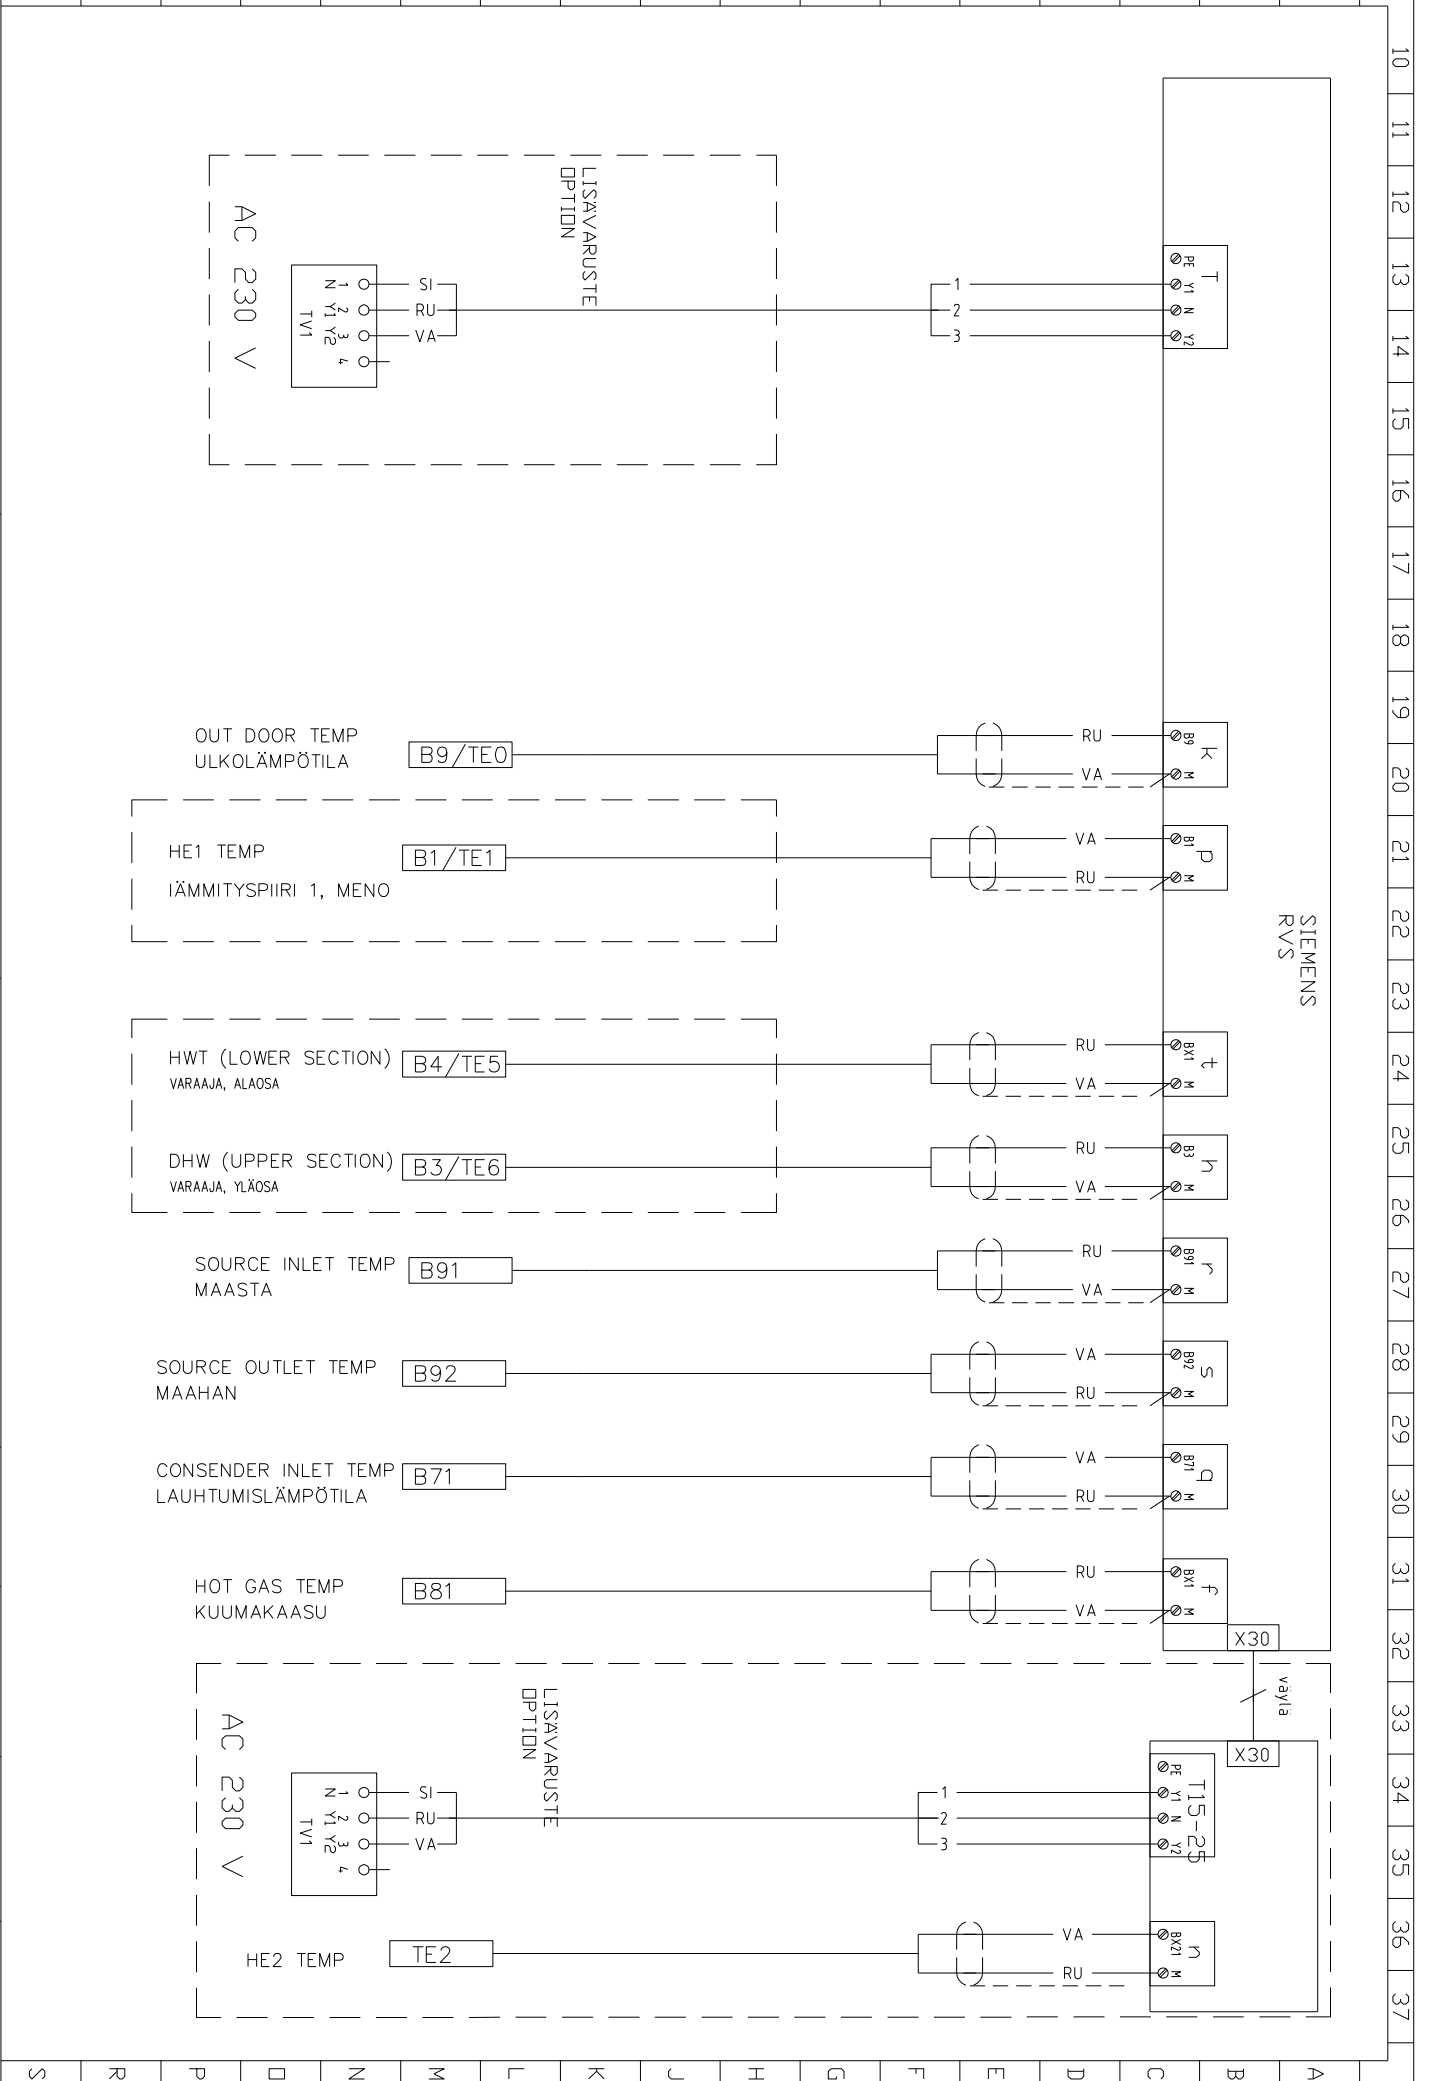 10
11
12
13
14
15
16
17
18
19
20
21
22
23
24
25
26
27
28
29
30
31
32
33
34
35
36
37
S R P O N M L K J H G F E D C B A
SIEMENS
RVS
LISÄVARUSTE
OPTION
AC 230 V
TV1
1 2 3 4
N Y1 Y2
SI
RU
VA
1
2
3
T
PE
Y1
N
Y2
OUT DOOR TEMP
ULKOLÄMPÖTILA
B9/TE0
RU
VA
B9
M
k
HE1 TEMP
IÄMMITYSPIIRI 1, MENO
B1/TE1
VA
RU
B1
M
p
HWT (LOWER SECTION)
VARAAJA, ALAOSA
B4/TE5
RU
VA
BX1
M
t
DHW (UPPER SECTION)
VARAAJA, YLÄOSA
B3/TE6
RU
VA
B3
M
h
SOURCE INLET TEMP
MAASTA
B91
RU
VA
B91
M
r
SOURCE OUTLET TEMP
MAAHAN
B92
VA
RU
B92
M
s
CONSENDER INLET TEMP
LAUHTUMISLÄMPÖTILA
B71
VA
RU
B71
M
q
HOT GAS TEMP
KUUMAKAASU
B81
RU
VA
BX1
M
f
X30
väylä
X30
LISÄVARUSTE
OPTION
AC 230 V
TV1
1 2 3 4
N Y1 Y2
SI
RU
VA
1
2
3
T15-25
PE
Y1
N
Y2
HE2 TEMP
TE2
VA
RU
BX21
M
n